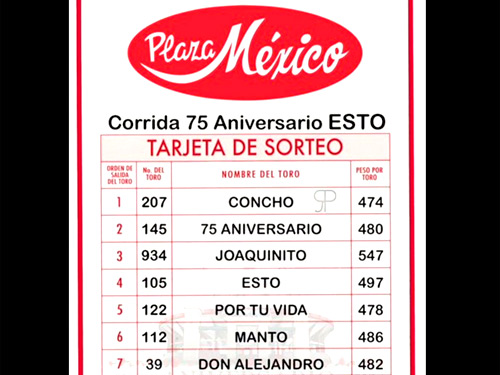 Plaza México
Corrida 75 Aniversario ESTO
TARJETA DE SORTEO
ORDEN DE SALIDA DEL TORO No. DEL TORO NOMBRE DEL TORO PESO POR TORO
1 207 CONCHO 474
2 145 75 ANIVERSARIO 480
3 934 JOAQUINITO 547
4 105 ESTO 497
5 122 POR TU VIDA 478
6 112 MANTO 486
7 39 DON ALEJANDRO 482